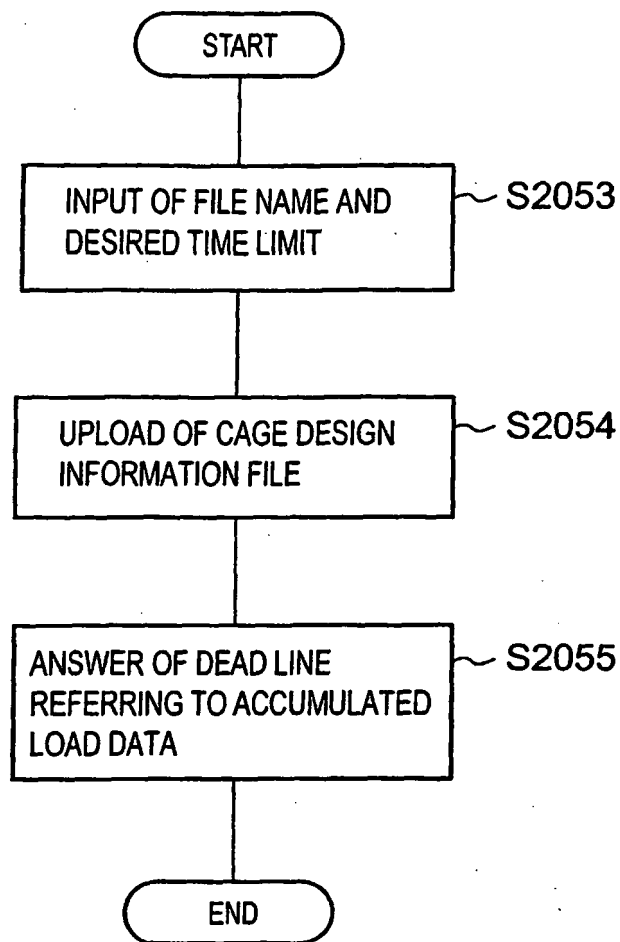 START
INPUT OF FILE NAME AND
DESIRED TIME LIMIT
S2053
UPLOAD OF CAGE DESIGN
INFORMATION FILE
S2054
ANSWER OF DEAD LINE
REFERRING TO ACCUMULATED
LOAD DATA
S2055
END